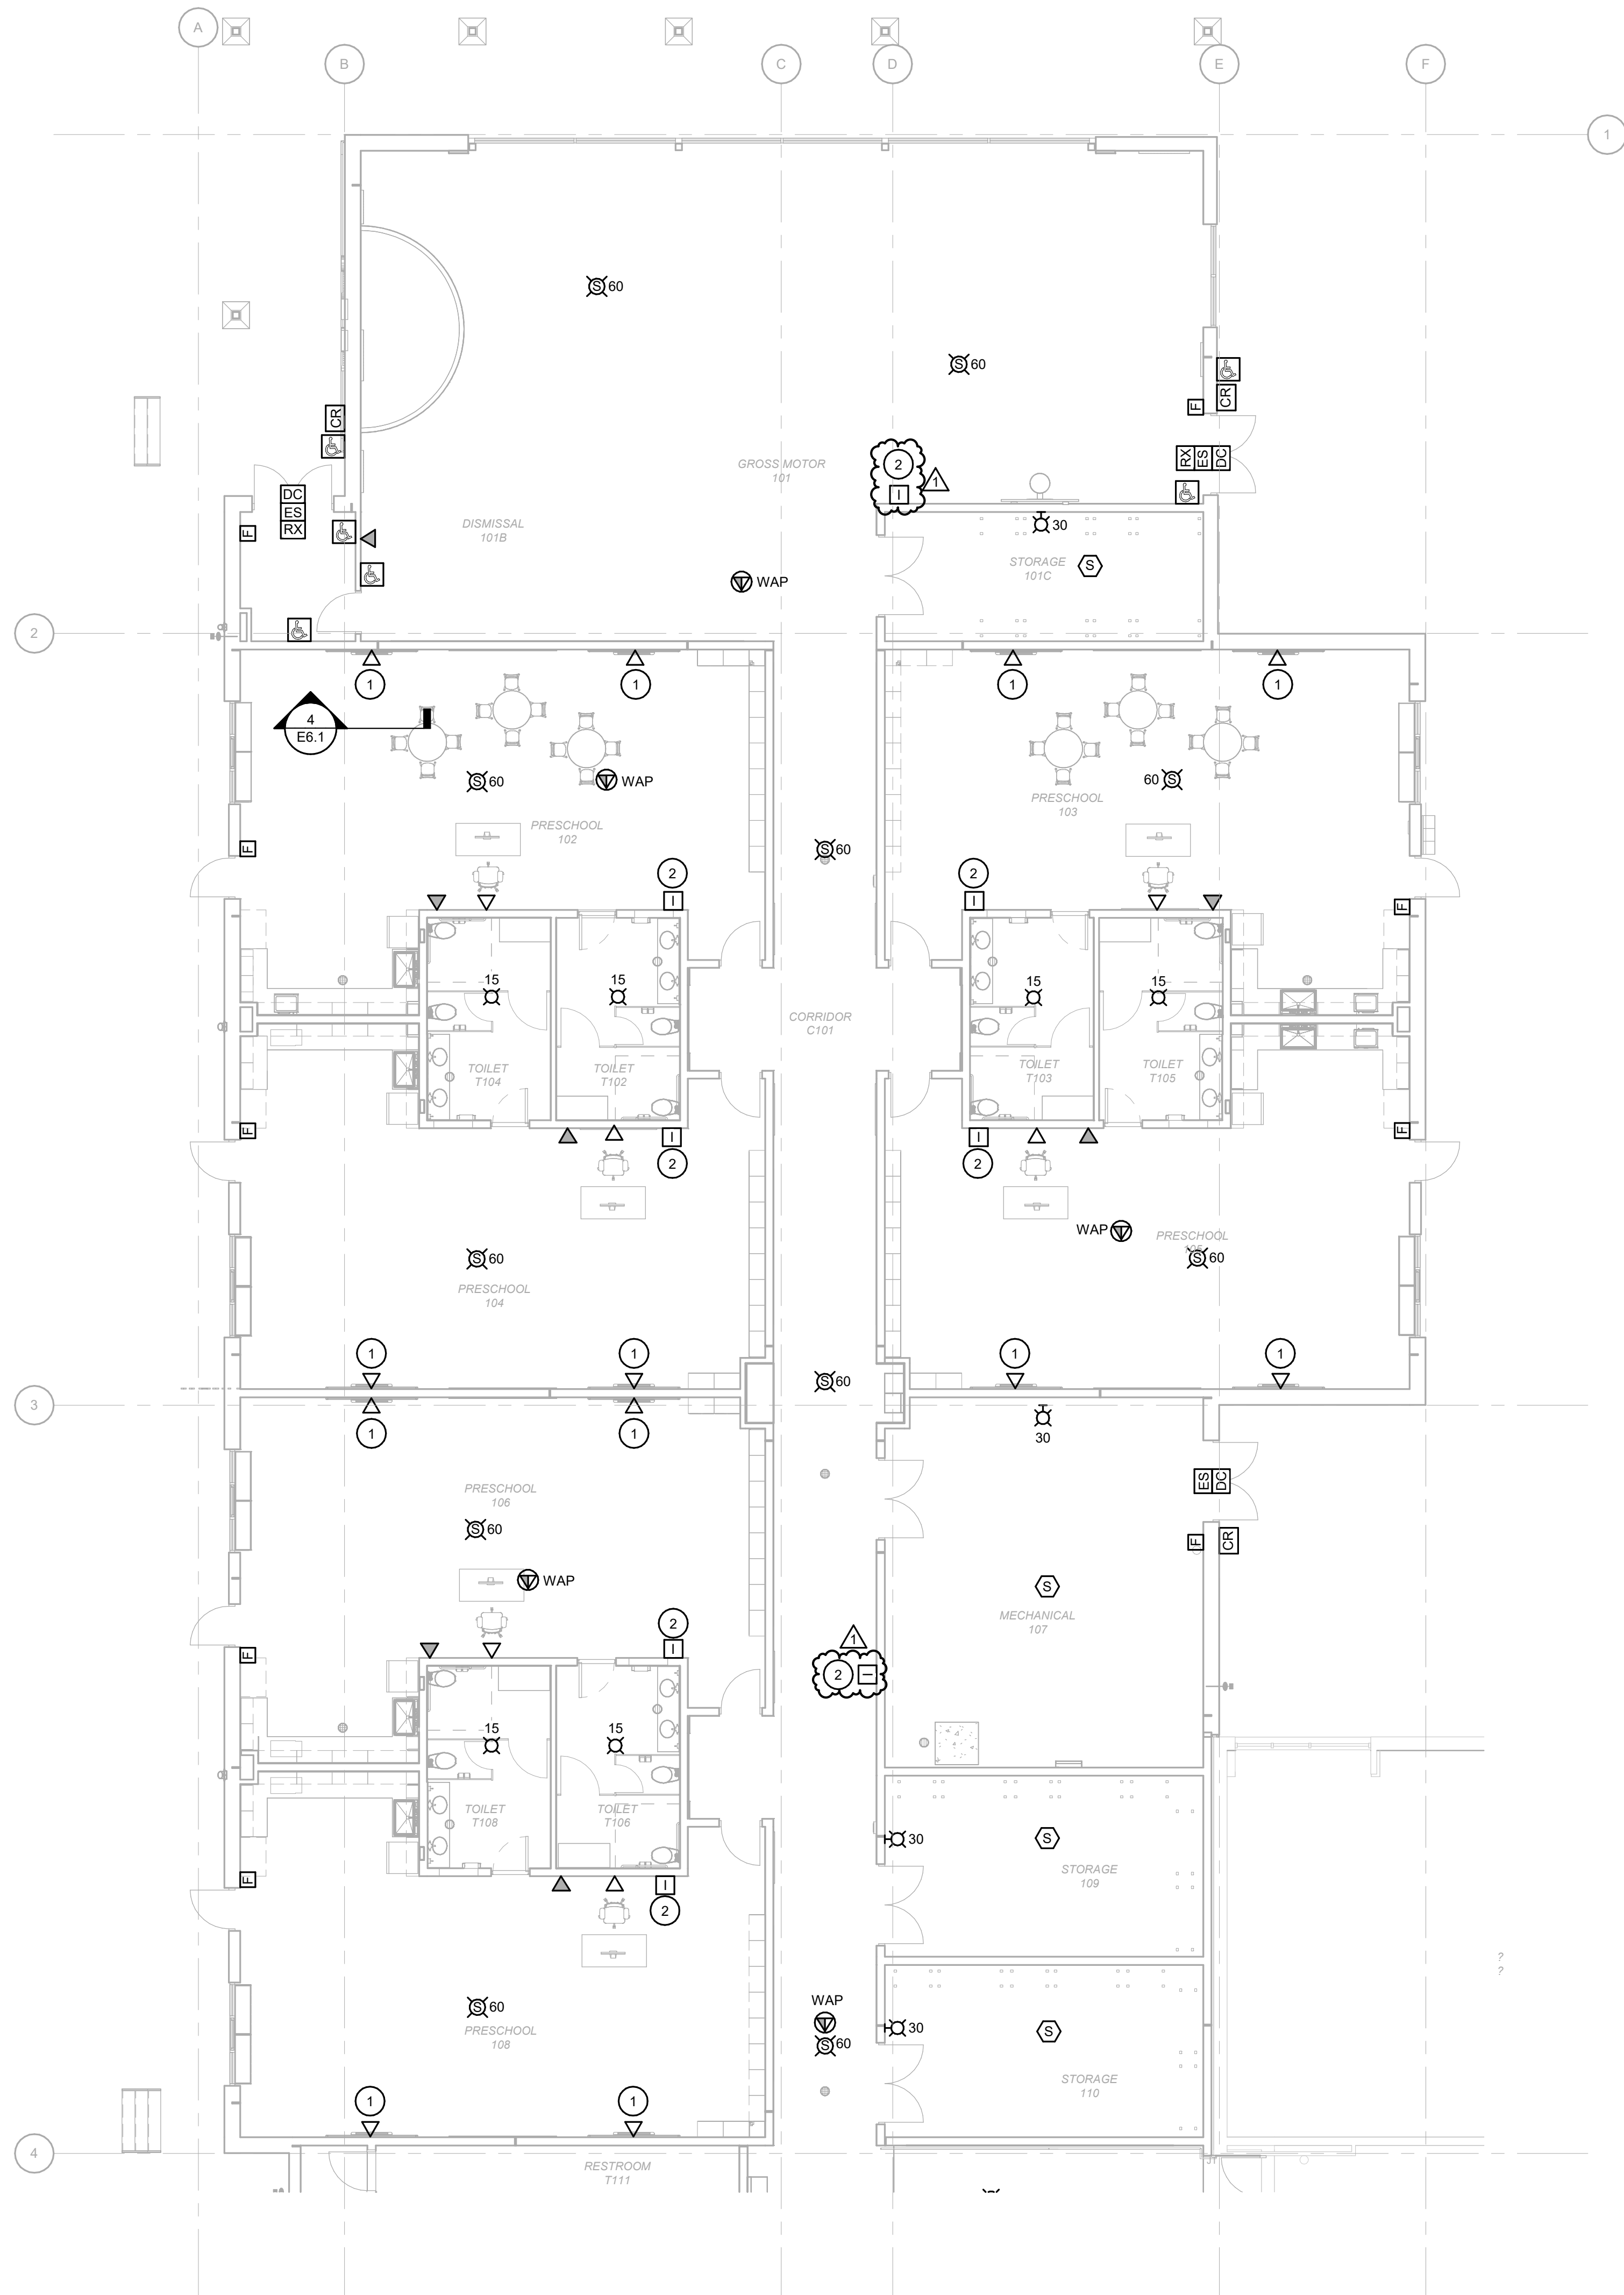 A
B
C
D
E
F
1
S 60
S 60
CR
F
CR
GROSS MOTOR
101
2
1
I
RX ES DC
DC
ES
RX
F
DISMISSAL
101B
30
STORAGE
101C
S
WAP
2
1
1
1
1
4
E6.1
S 60
WAP
60 S
PRESCHOOL
102
PRESCHOOL
103
F
S 60
2
I
2
I
F
15
15
15
15
CORRIDOR
C101
TOILET
T104
TOILET
T102
TOILET
T103
TOILET
T105
F
F
I
2
I
2
WAP
PRESCHOOL
105
S 60
S 60
PRESCHOOL
104
1
1
1
1
S 60
3
1
1
30
PRESCHOOL
106
ES DC
S 60
F
CR
WAP
S
MECHANICAL
107
2
I
1
2 I
F
15
15
TOILET
T108
TOILET
T106
30
S
STORAGE
109
F
I
2
?
?
WAP
S 60
S 60
30
S
PRESCHOOL
108
STORAGE
110
1
1
4
RESTROOM
T111